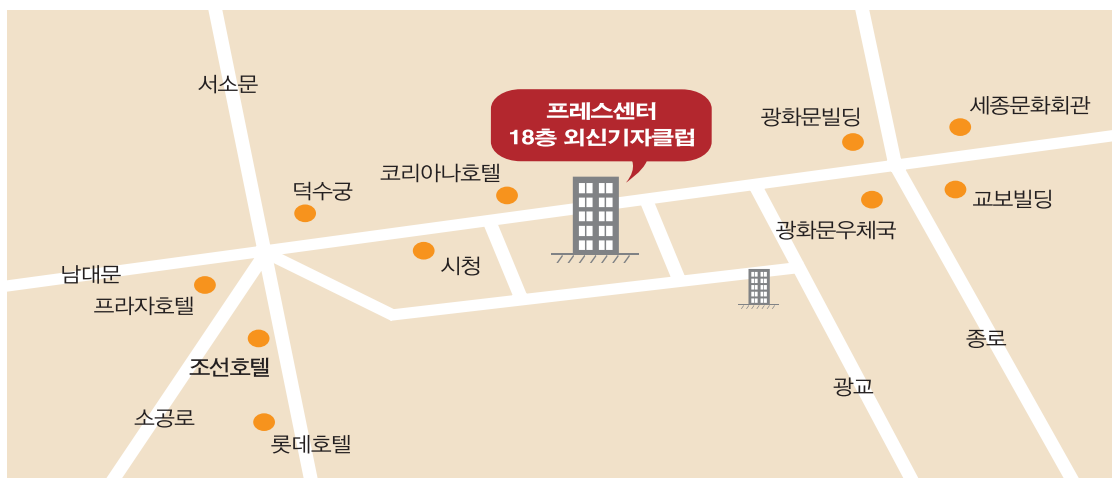 서소문
프레스센터
18층 외신기자클럽
광화문빌딩
세종문화회관
코리아나호텔
덕수궁
교보빌딩
광화문우체국
시청
남대문
프라자호텔
종로
조선호텔
광교
소공로
롯데호텔